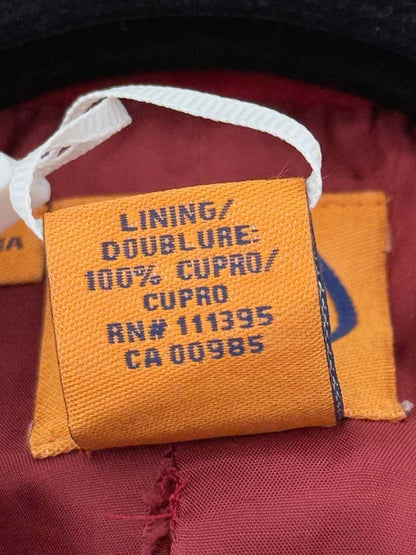 LINING/
DOUBLURE:
100% CUPRO/
CUPRO
RN# 111395
CA 00985